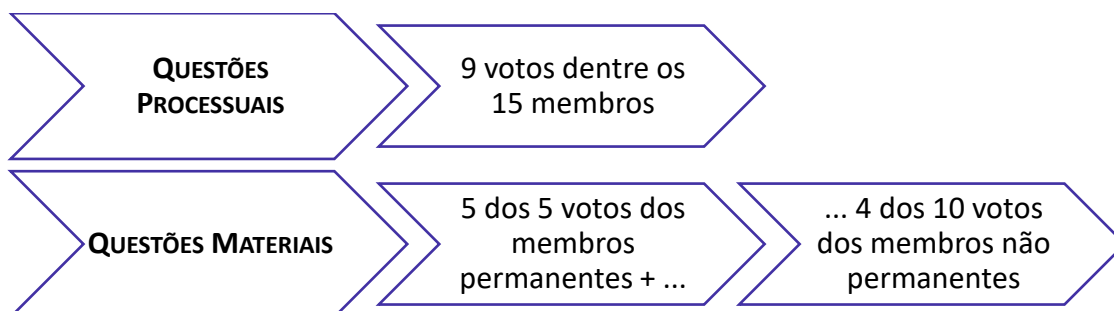 QUESTÕES
PROCESSUAIS
9 votos dentre os
15 membros
QUESTÕES MATERIAIS
5 dos 5 votos dos
membros
permanentes + ...
... 4 dos 10 votos
dos membros não
permanentes